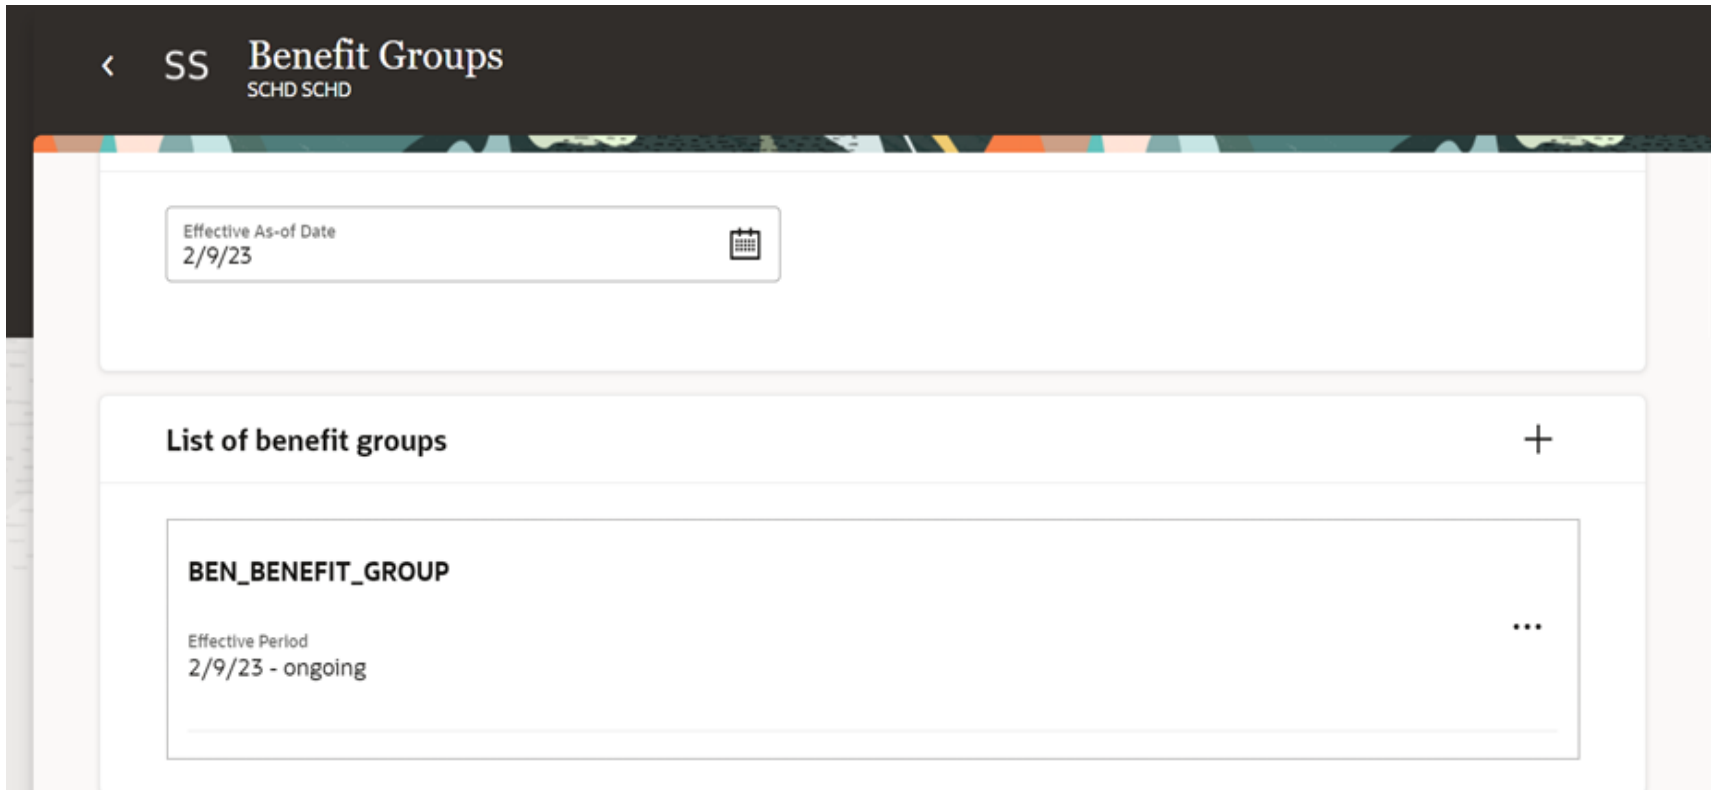 SS
Benefit Groups
SCHD SCHD
Effective As-of Date
2/9/23
List of benefit groups
BEN_BENEFIT_GROUP
Effective Period
2/9/23 - ongoing